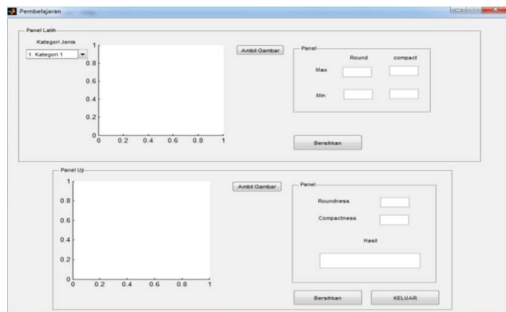 Pembelajaran
Panel Latih
Kategori Jenis
1. Kategori 1
Ambil Gambar
Panel
Round compact
Max
Min
Bersihkan
1
0.8
0.6
0.4
0.2
0
0 0.2 0.4 0.6 0.8 1
Panel Uji
Ambil Gambar
Panel
Roundness
Compactness
Hasil
Bersihkan KELUAR
1
0.8
0.6
0.4
0.2
0
0 0.2 0.4 0.6 0.8 1